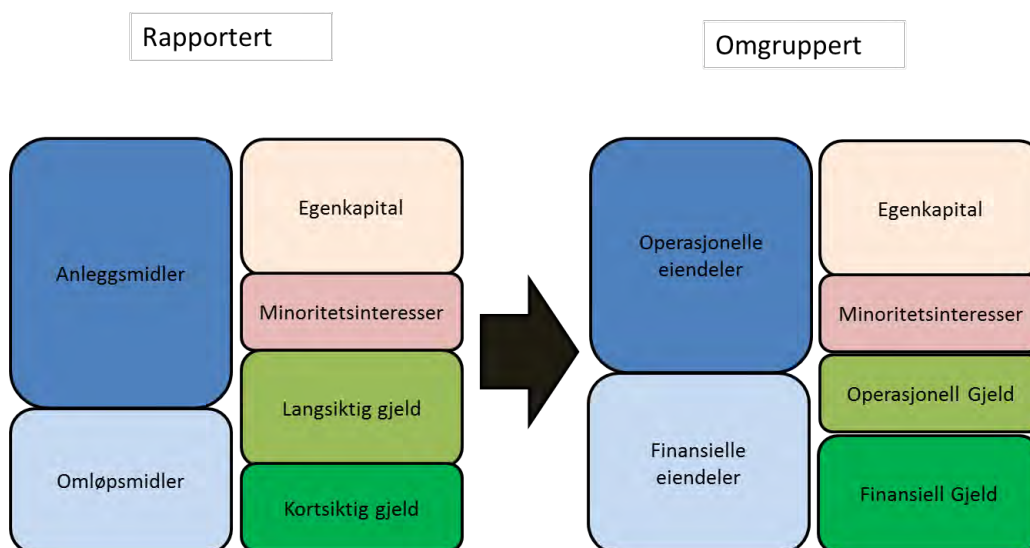 Rapportert
Omgruppert
Anleggsmidler
Omløpsmidler
Egenkapital
Minoritetsinteresser
Langsiktig gjeld
Kortsiktig gjeld
Operasjonelle
eiendeler
Finansielle
eiendeler
Egenkapital
Minoritetsinteresser
Operasjonell Gjeld
Finansiell Gjeld